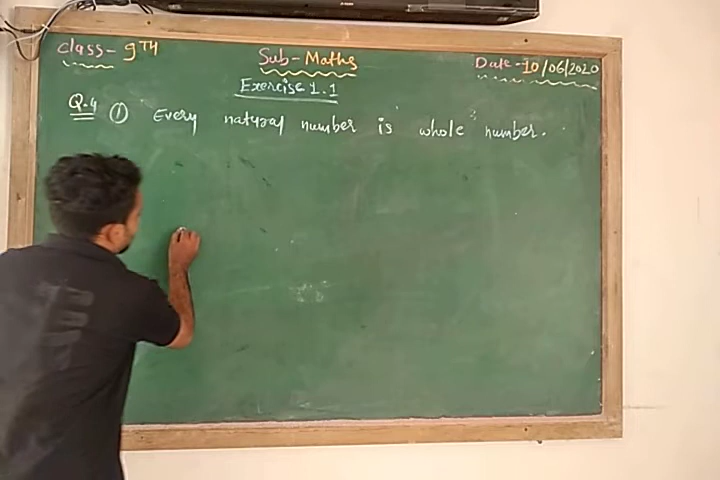 Class- 9TH
Sub- Maths
Date- 10/06/2020
Exercise 1.1
Q.4 ① Every natural number is whole number.